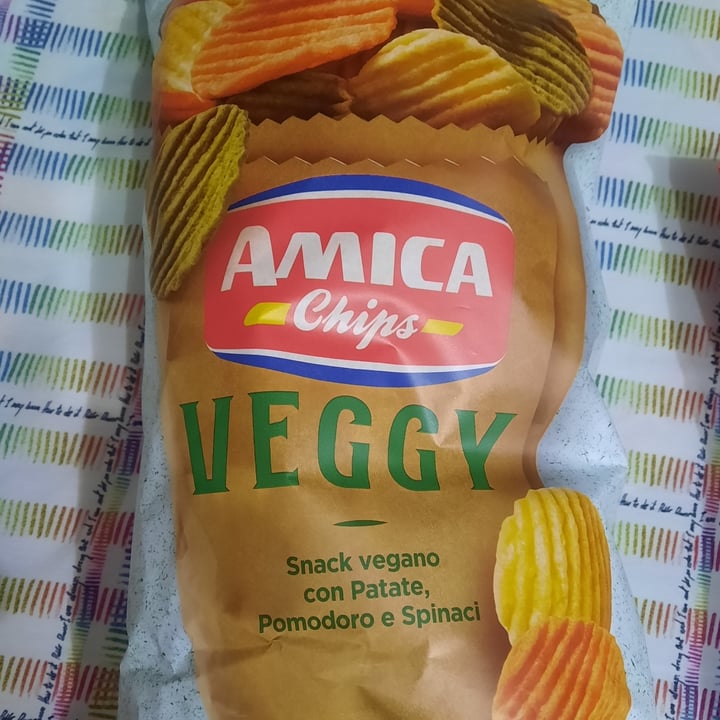 AMICA
Chips
VEGGY
Snack vegano
con Patate,
Pomodoro e Spinaci